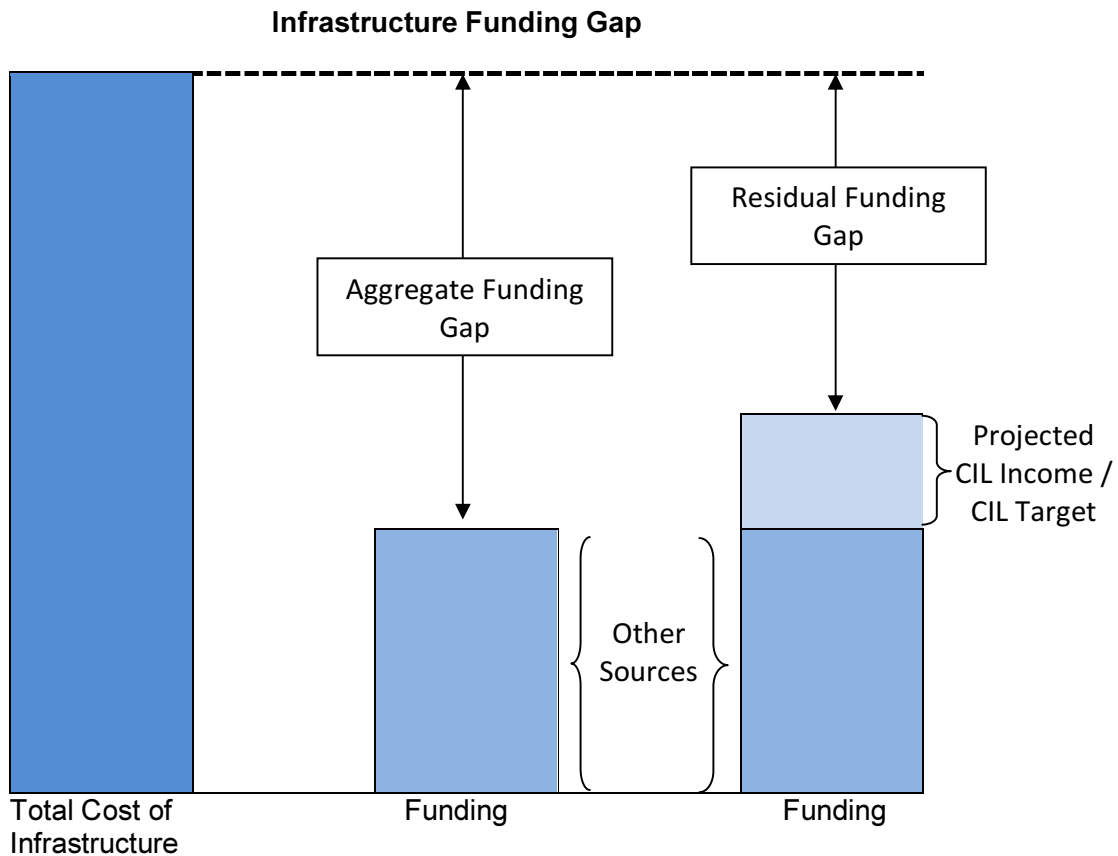 Infrastructure Funding Gap
Residual Funding
Gap
Aggregate Funding
Gap
Projected
CIL Income /
CIL Target
Other
Sources
Total Cost of
Infrastructure
Funding
Funding